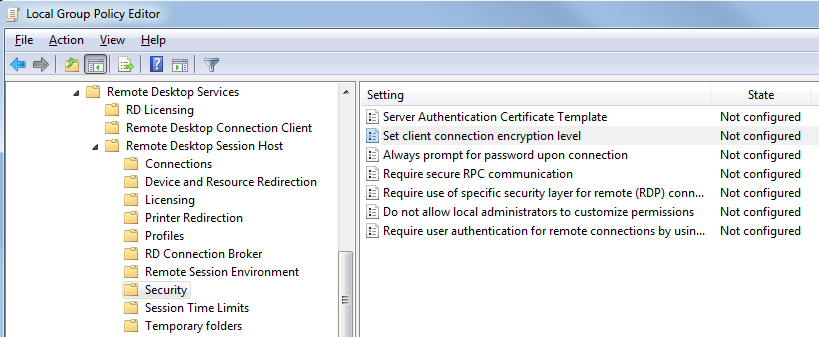 Local Group Policy Editor
File Action View Help
Remote Desktop Services
RD Licensing
Remote Desktop Connection Client
Remote Desktop Session Host
Connections
Device and Resource Redirection
Licensing
Printer Redirection
Profiles
RD Connection Broker
Remote Session Environment
Security
Session Time Limits
Temporary folders
Setting State
Server Authentication Certificate Template Not configured
Set client connection encryption level Not configured
Always prompt for password upon connection Not configured
Require secure RPC communication Not configured
Require use of specific security layer for remote (RDP) conn... Not configured
Do not allow local administrators to customize permissions Not configured
Require user authentication for remote connections by usin... Not configured